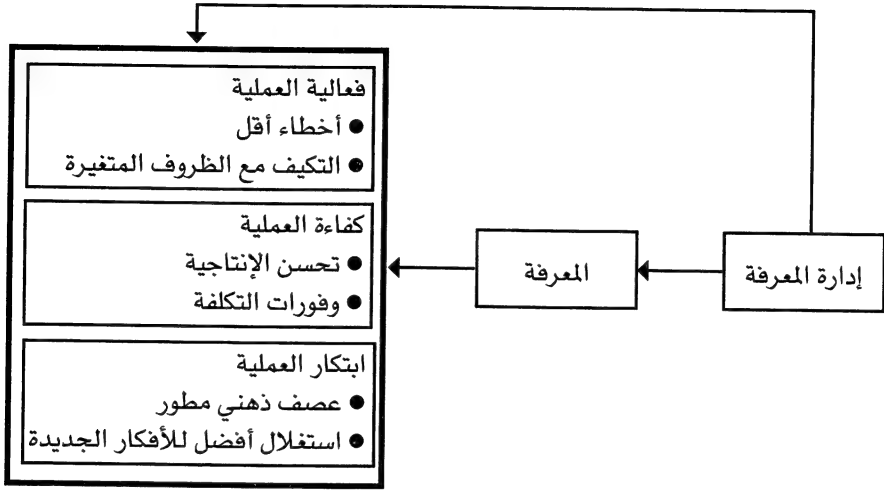 إدارة المعرفة
المعرفة
فعالية العملية
● أخطاء أقل
● التكيف مع الظروف المتغيرة
كفاءة العملية
● تحسن الإنتاجية
● وفورات التكلفة
ابتكار العملية
● عصف ذهني مطور
● استغلال أفضل للأفكار الجديدة